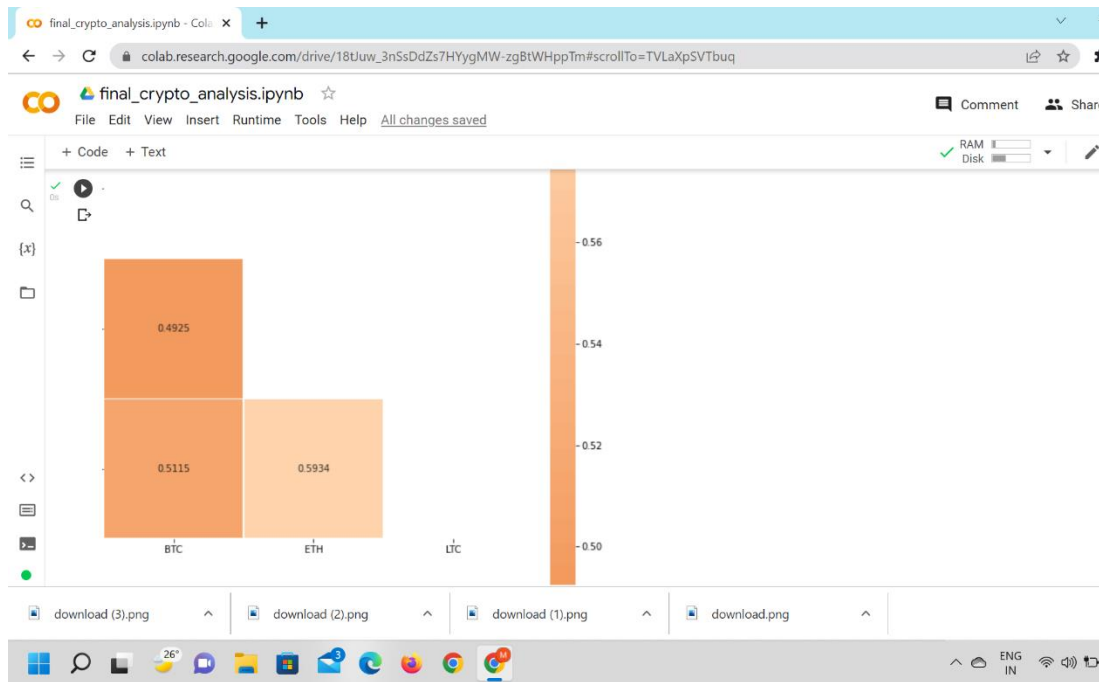 final_crypto_analysis.ipynb - Cola
colab.research.google.com/drive/18tJuw_3nSsDdZs7HYygMW-zgBtWHppTm#scrollTo=TVLaXpSVTbuq
CO
final_crypto_analysis.ipynb
File Edit View Insert Runtime Tools Help All changes saved
Comment Shar
+ Code + Text
RAM
Disk
0s
{x}
0.56
0.4925
0.54
0.52
0.5115 0.5934
BTC ETH LTC
0.50
download (3).png download (2).png download (1).png download.png
26°
3
M
ENG
IN